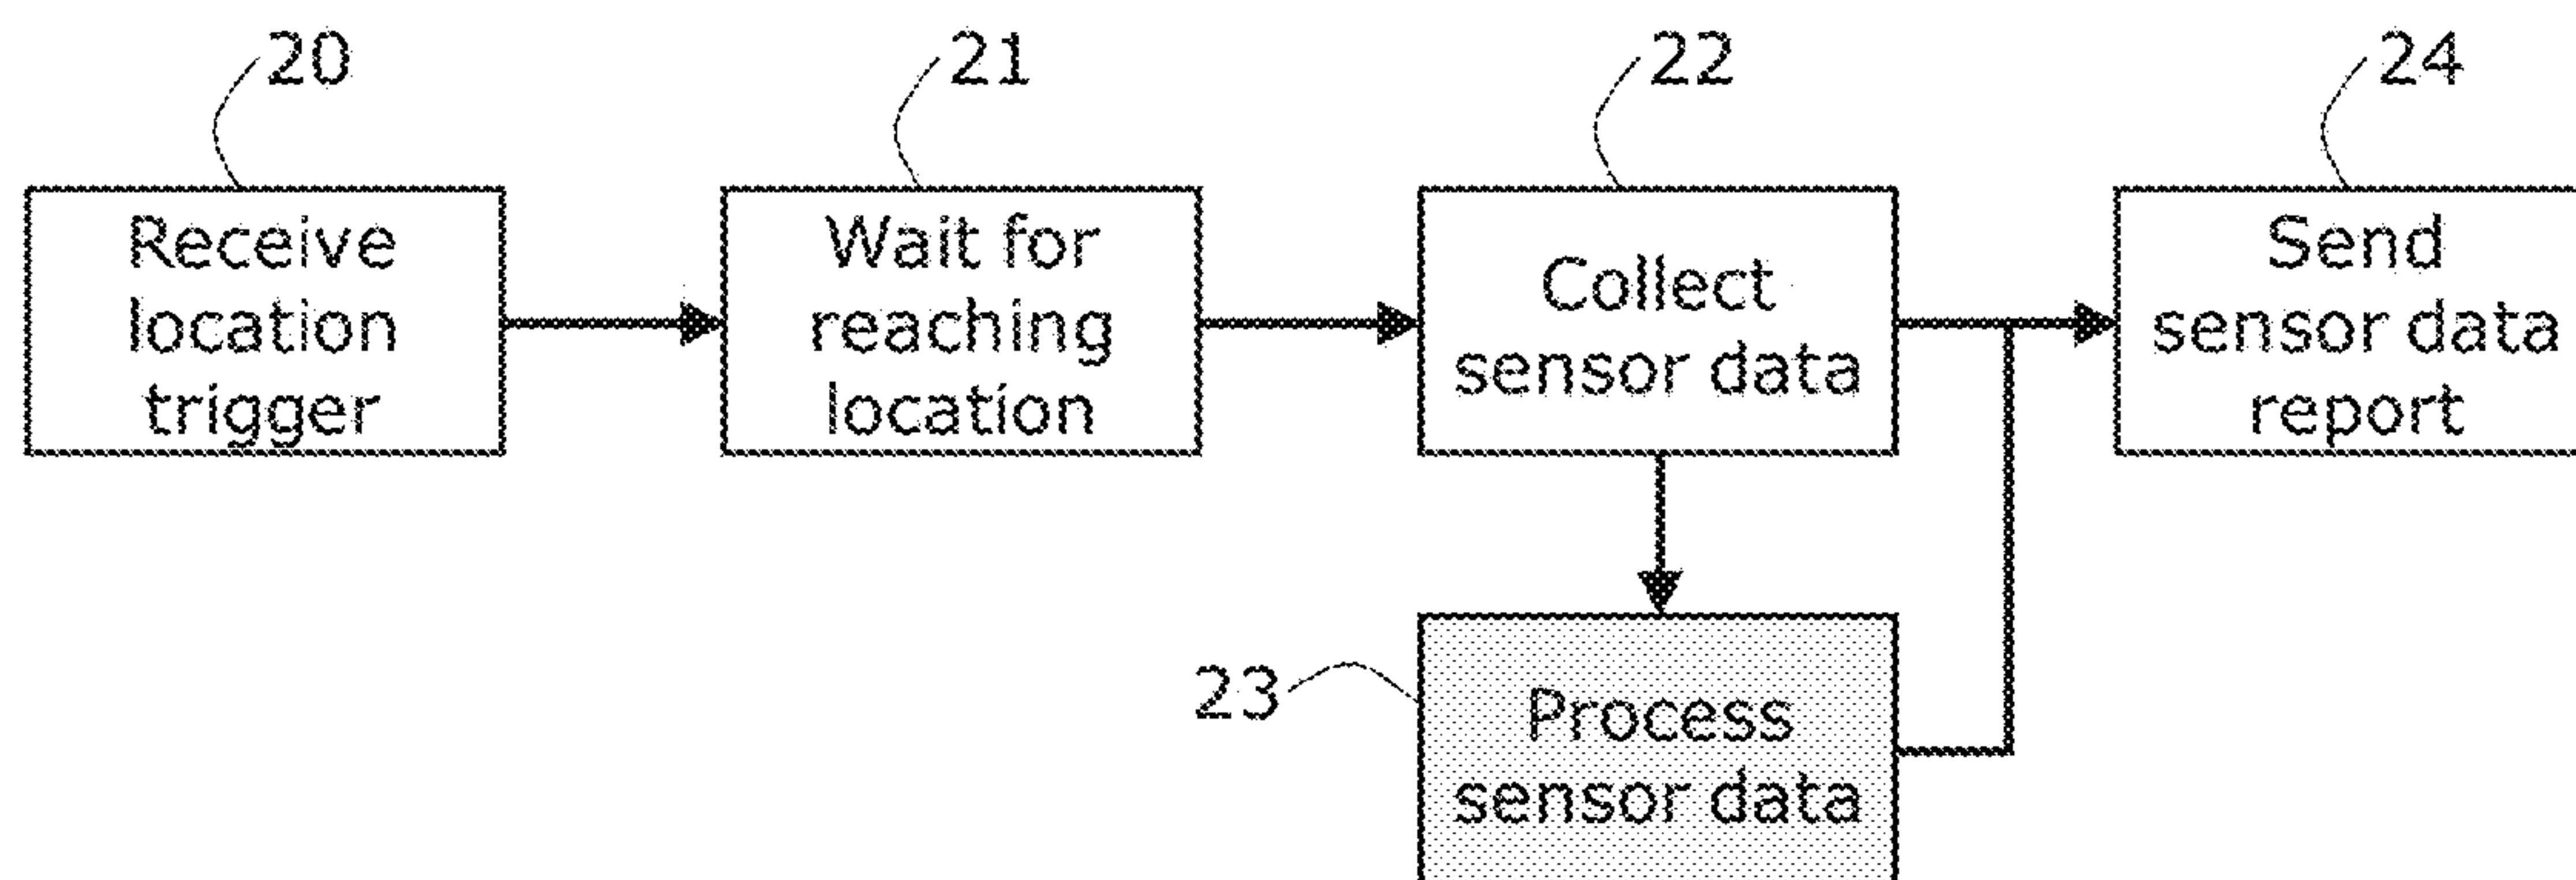 20
21
22
24
Receive
location
trigger
Wait for
reaching
location
Collect
sensor data
Send
sensor data
report
23
Process
sensor data